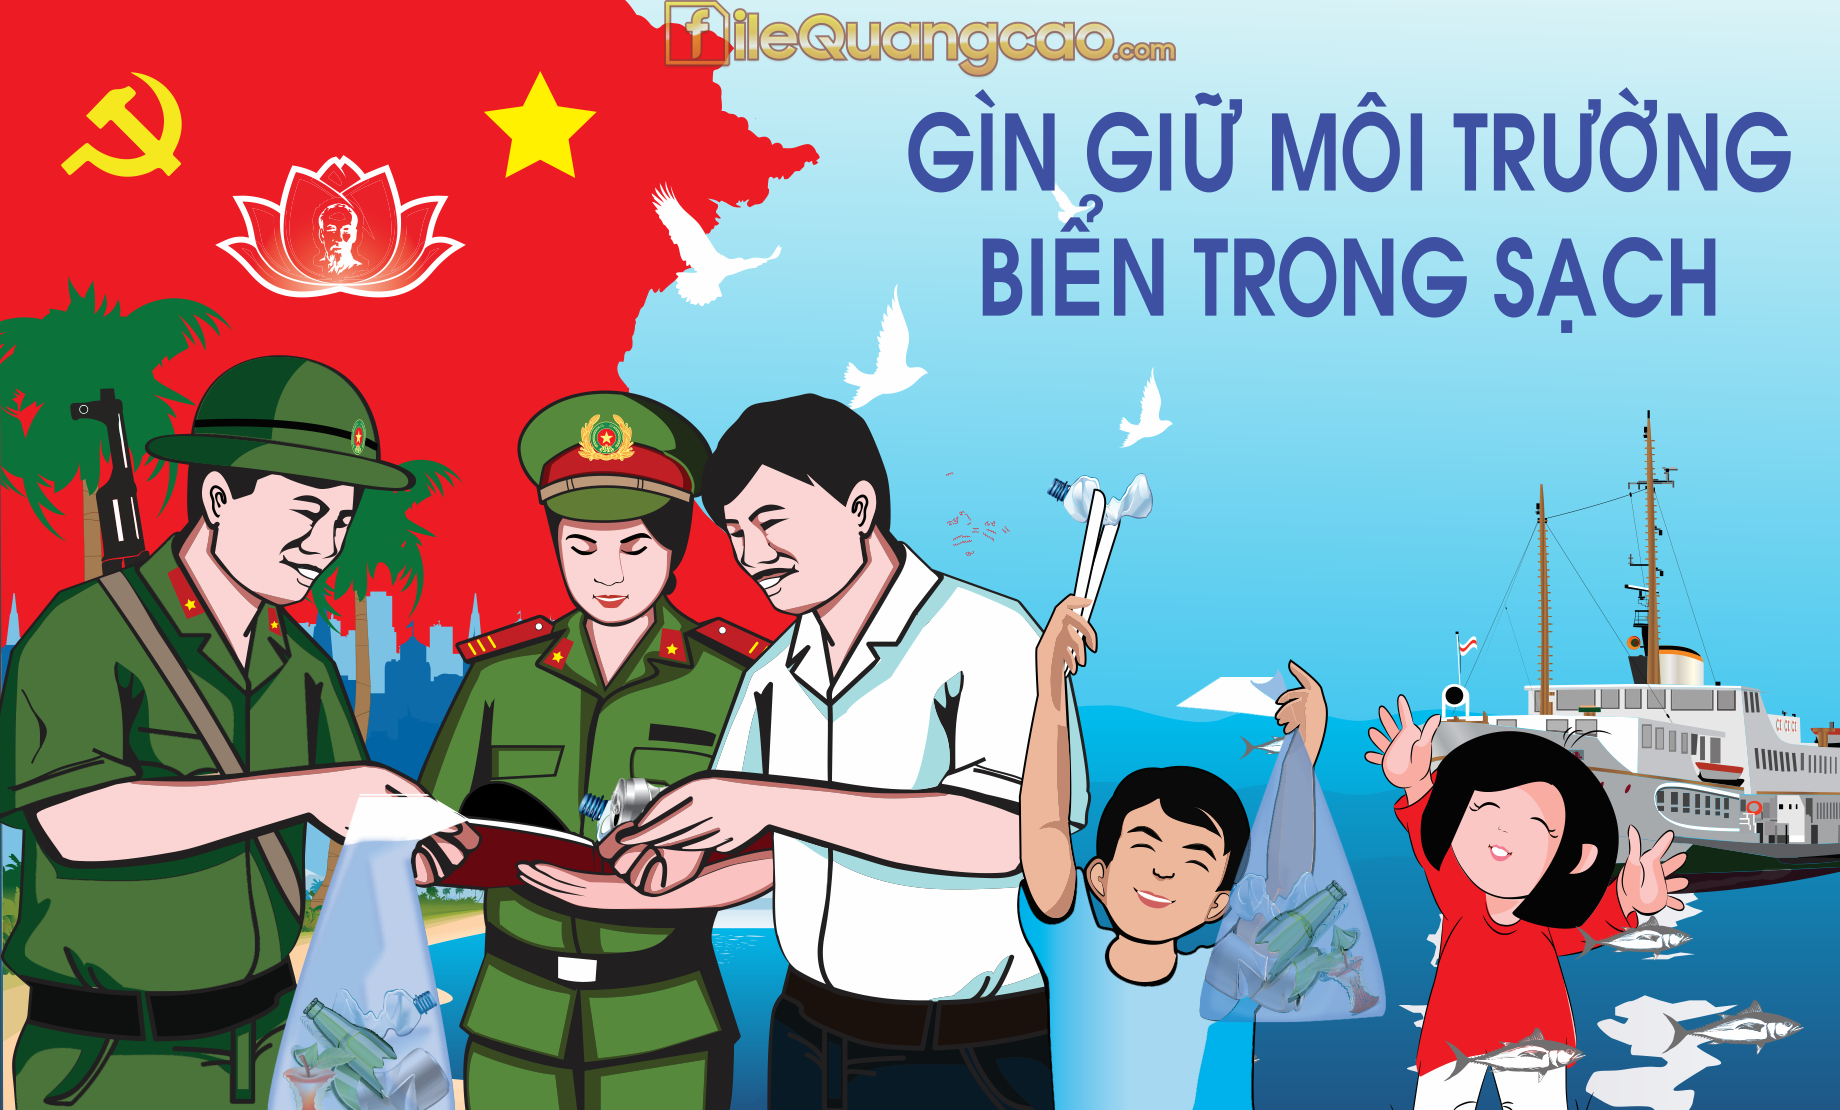 fileQuangcao.com
GÌN GIỮ MÔI TRƯỜNG
BIỂN TRONG SẠCH